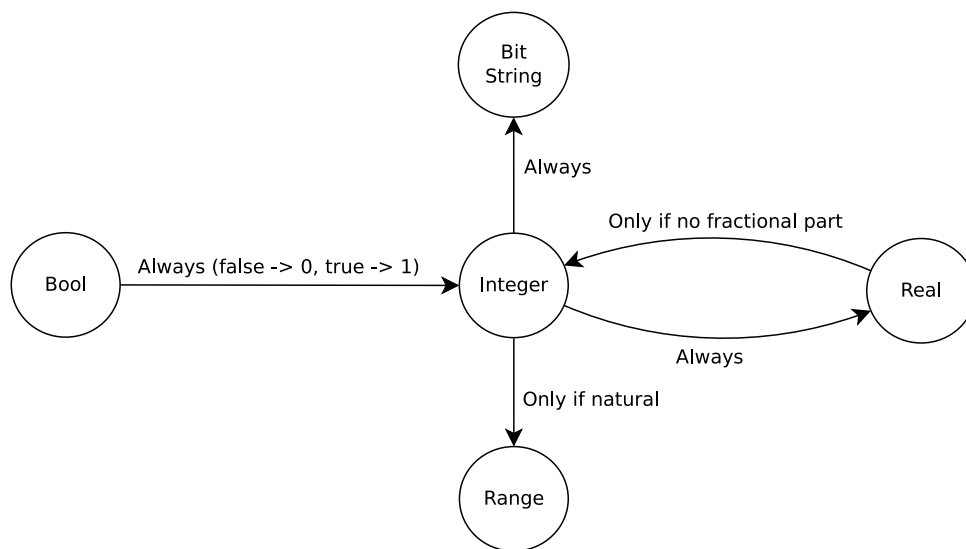 Bit
String
Always
Only if no fractional part
Always (false -> 0, true -> 1)
Bool
Integer
Real
Always
Only if natural
Range